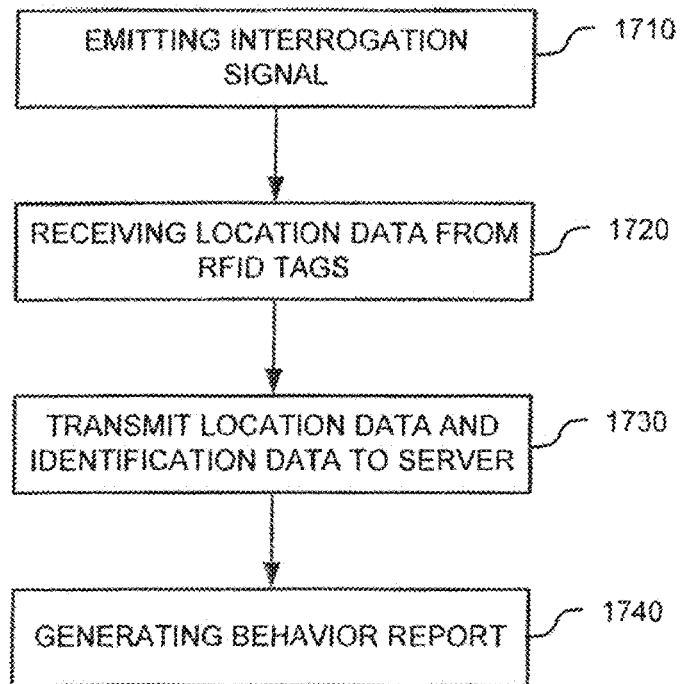 EMITTING INTERROGATION
SIGNAL
1710
RECEIVING LOCATION DATA FROM
RFID TAGS
1720
TRANSMIT LOCATION DATA AND
IDENTIFICATION DATA TO SERVER
1730
GENERATING BEHAVIOR REPORT
1740